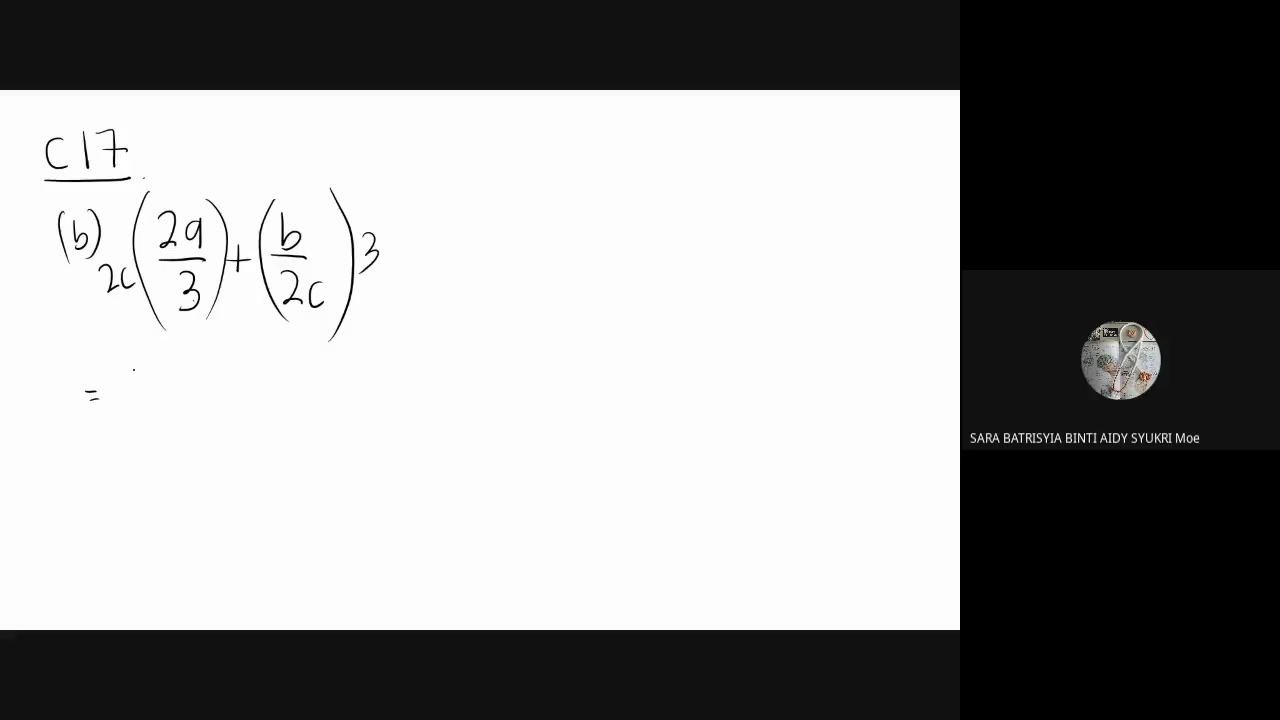 C17
(b) 2c(2a/3) + (b/2c)3
=
SARA BATRISYIA BINTI AIDY SYUKRI Moe